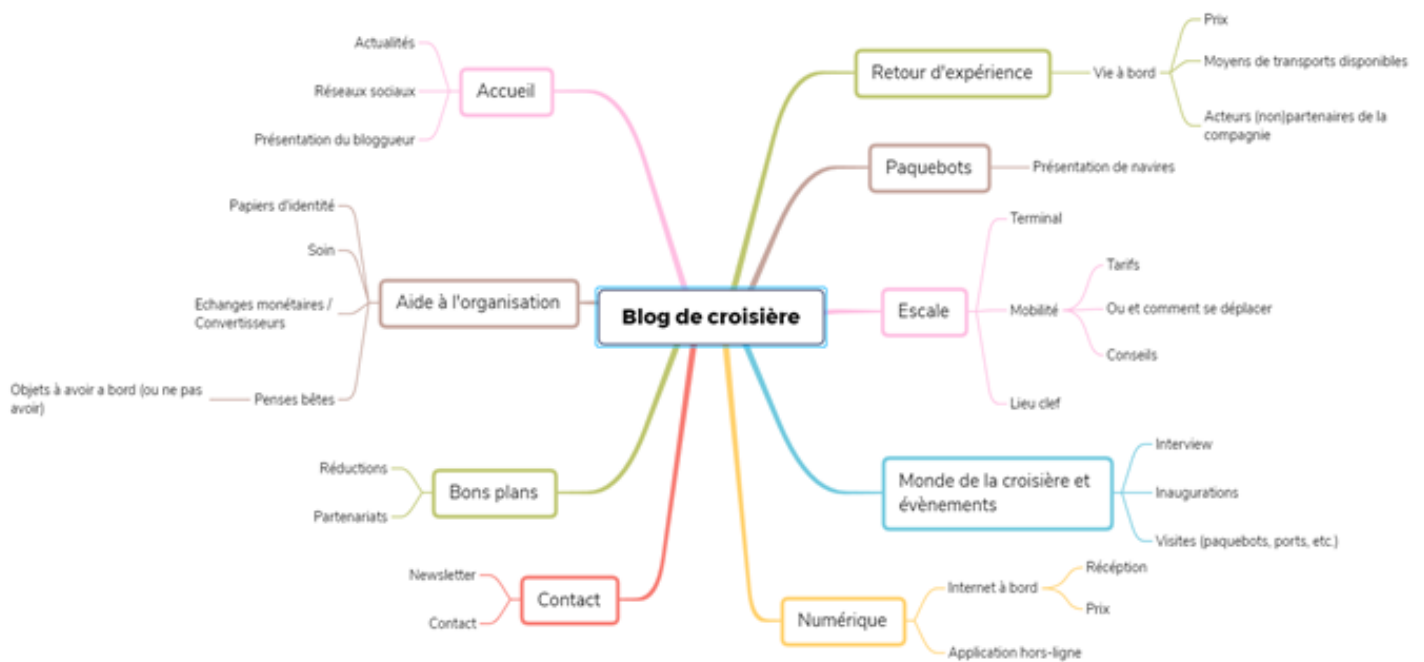 Blog de croisière
Accueil
Actualités
Réseaux sociaux
Présentation du bloggueur
Aide à l'organisation
Papiers d'identité
Soin
Echanges monétaires /
Convertisseurs
Penses bêtes
Objets à avoir a bord (ou ne pas
avoir)
Bons plans
Réductions
Partenariats
Contact
Newsletter
Contact
Retour d'expérience
Vie à bord
Prix
Moyens de transports disponibles
Acteurs (non)partenaires de la
compagnie
Paquebots
Présentation de navires
Escale
Terminal
Mobilité
Tarifs
Ou et comment se déplacer
Conseils
Lieu clef
Monde de la croisière et
évènements
Interview
Inaugurations
Visites (paquebots, ports, etc.)
Numérique
Internet à bord
Récéption
Prix
Application hors-ligne